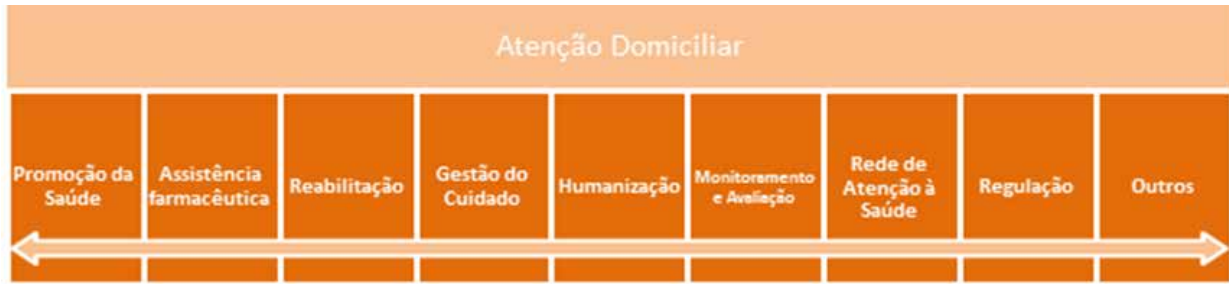 Atenção Domiciliar
Promoção da
Saúde
Assistência
farmacêutica
Reabilitação
Gestão do
Cuidado
Humanização
Monitoramento
e Avaliação
Rede de
Atenção à
Saúde
Regulação
Outros